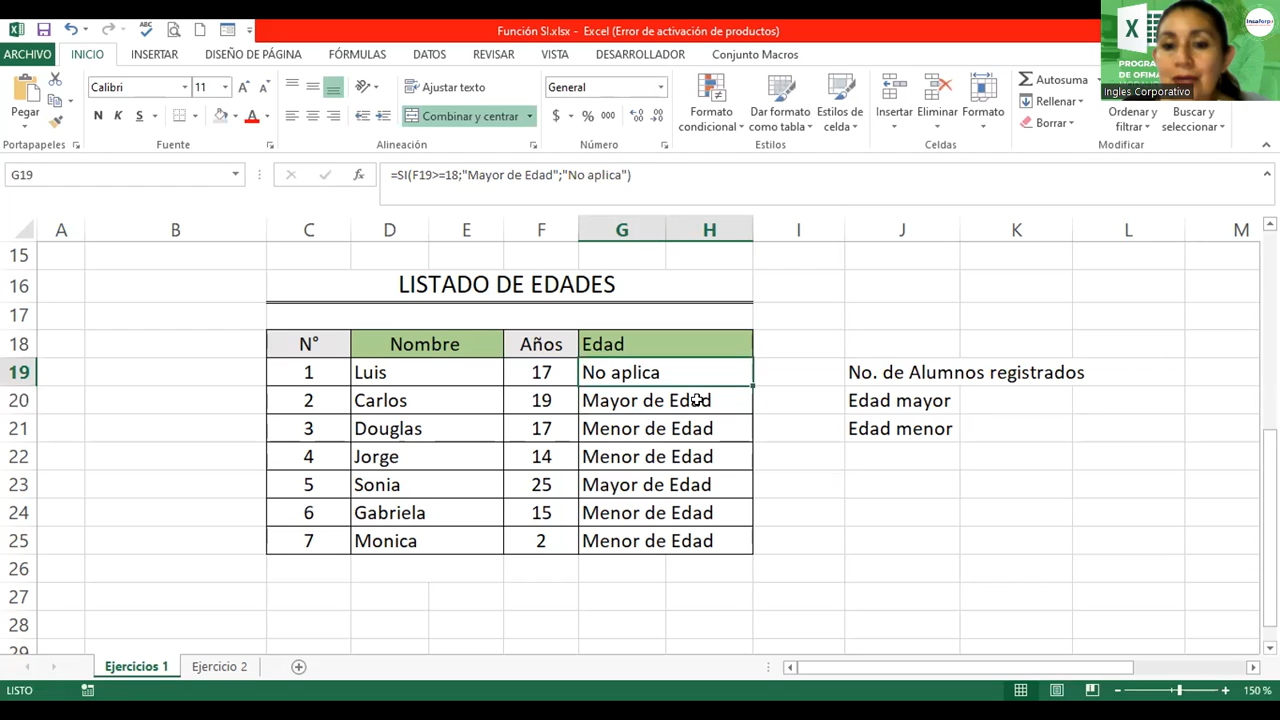 Función SI.xlsx - Excel (Error de activación de productos)
ARCHIVO INICIO INSERTAR DISEÑO DE PÁGINA FÓRMULAS DATOS REVISAR VISTA DESARROLLADOR Conjunto Macros
Pegar
Portapapeles
Calibri 11
N K S
Fuente
Ajustar texto
Combinar y centrar
Alineación
General
$ % 000
Número
Formato condicional
Dar formato como tabla
Estilos de celda
Estilos
Insertar Eliminar Formato
Celdas
Autosuma
Rellenar
Borrar
Ordenar y filtrar
Buscar y seleccionar
Modificar
Ingles Corporativo
PROGRA
DE OFIMA
Insaforp
G19 =SI(F19>=18;"Mayor de Edad";"No aplica")
A B C D E F G H I J K L M
15
16 LISTADO DE EDADES
17
18 N° Nombre Años Edad
19 1 Luis 17 No aplica No. de Alumnos registrados
20 2 Carlos 19 Mayor de Edad Edad mayor
21 3 Douglas 17 Menor de Edad Edad menor
22 4 Jorge 14 Menor de Edad
23 5 Sonia 25 Mayor de Edad
24 6 Gabriela 15 Menor de Edad
25 7 Monica 2 Menor de Edad
26
27
28
29
Ejercicios 1 Ejercicio 2
LISTO 150 %